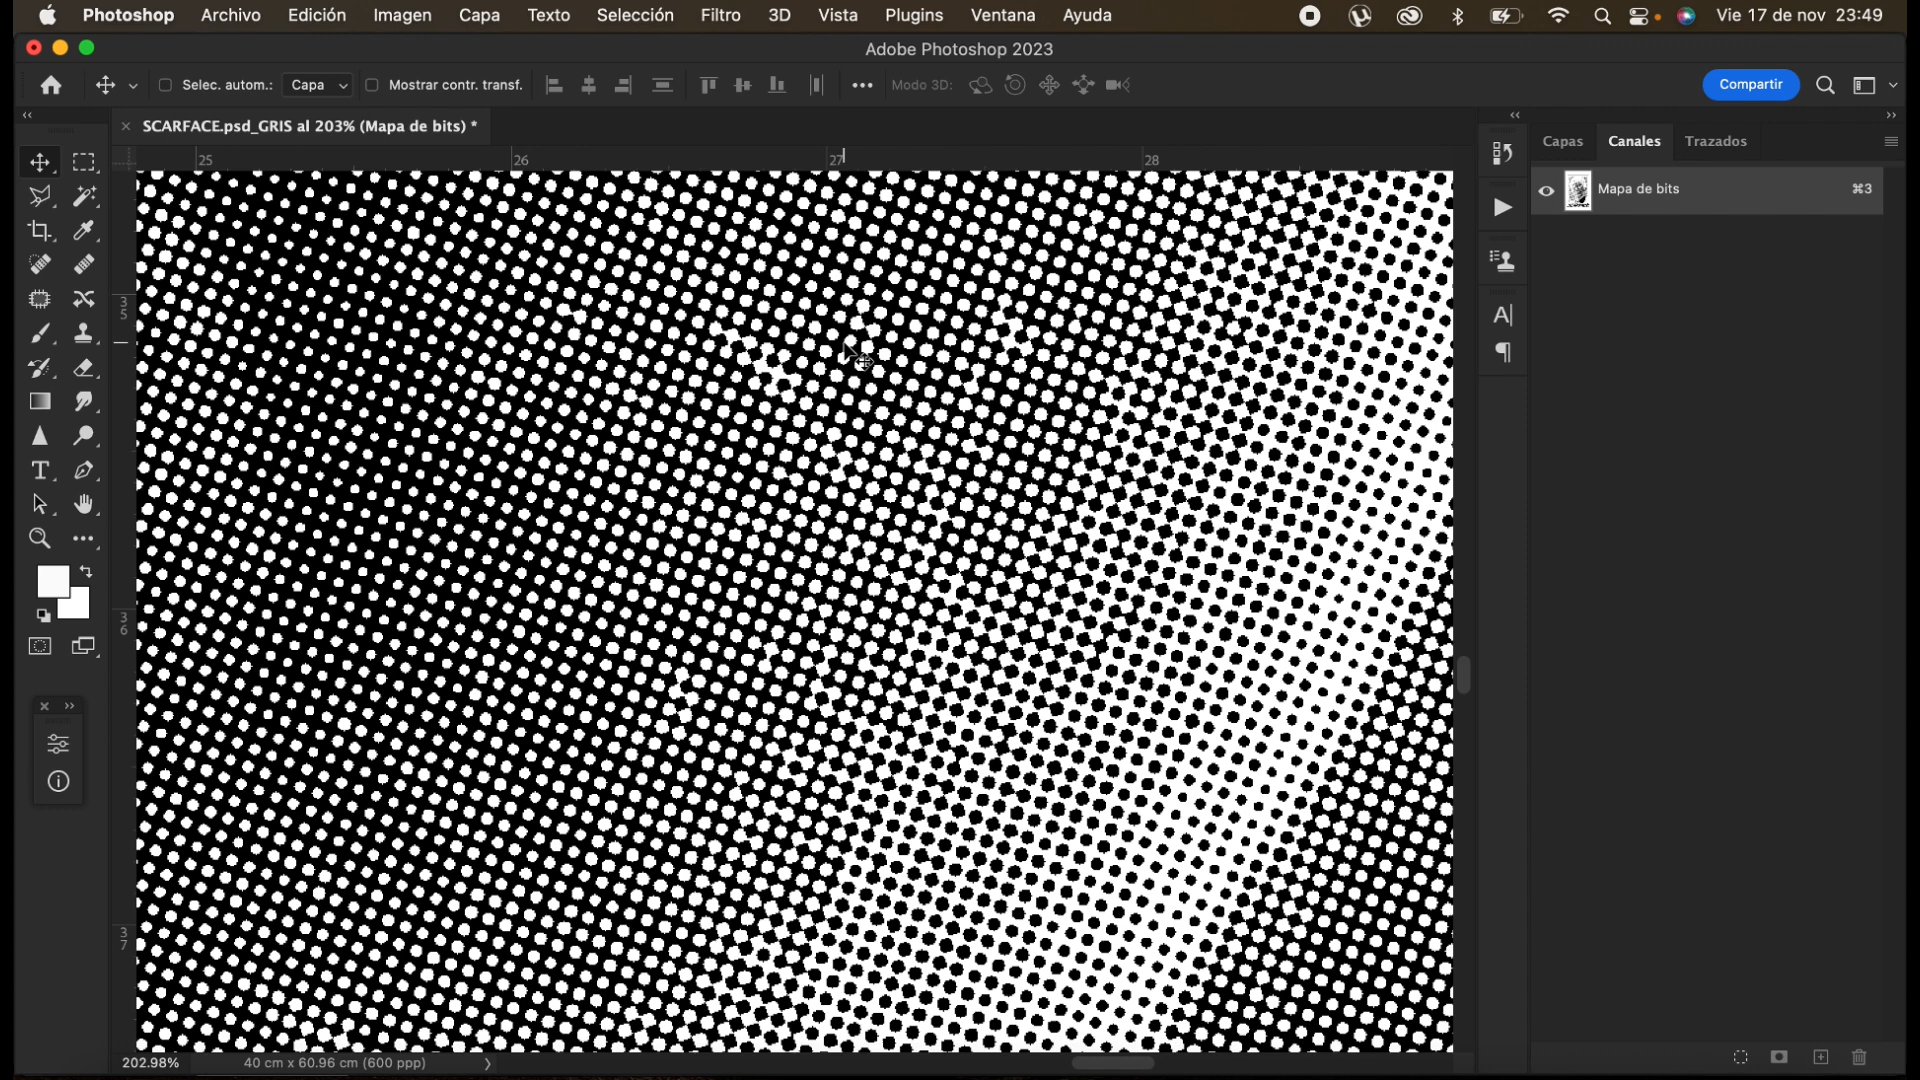 Photoshop Archivo Edición Imagen Capa Texto Selección Filtro 3D Vista Plugins Ventana Ayuda Vie 17 de nov 23:49
Adobe Photoshop 2023
Selec. autom.: Capa Mostrar contr. transf. Modo 3D: Compartir
SCARFACE.psd_GRIS al 203% (Mapa de bits) *
Capas Canales Trazados
25 26 27 28
Mapa de bits ⌘3
35
36
37
202.98% 40 cm x 60.96 cm (600 ppp)